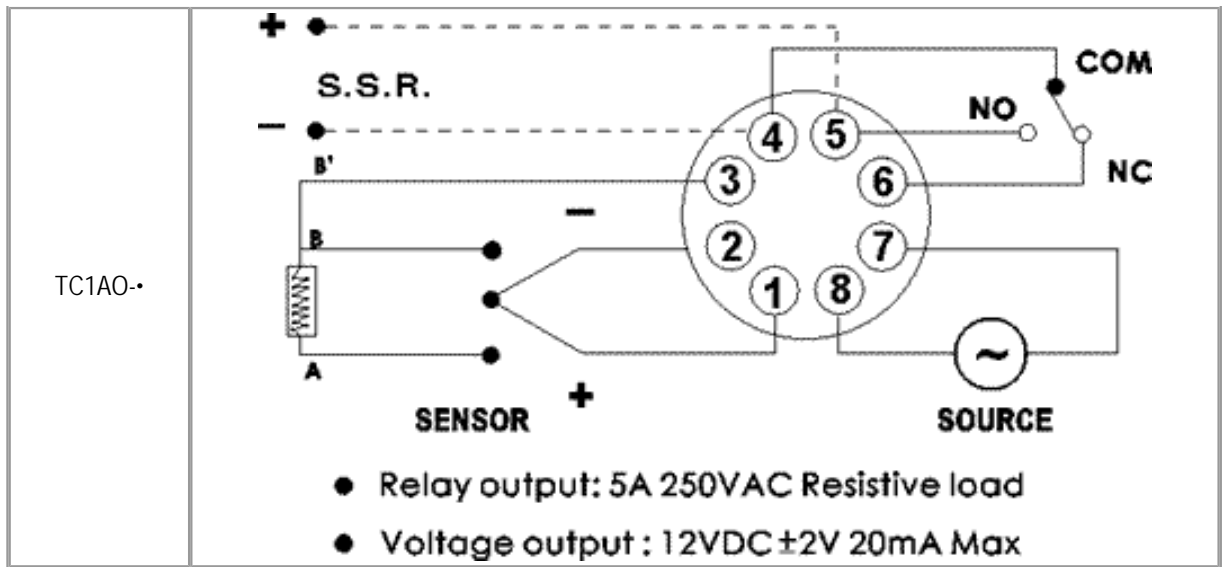 +
S.S.R.
−
COM
NO
NC
4
5
3
6
2
7
1
8
B'
−
B
A
+
SENSOR
~
SOURCE
TC1AO-•
● Relay output: 5A 250VAC Resistive load
● Voltage output : 12VDC±2V 20mA Max